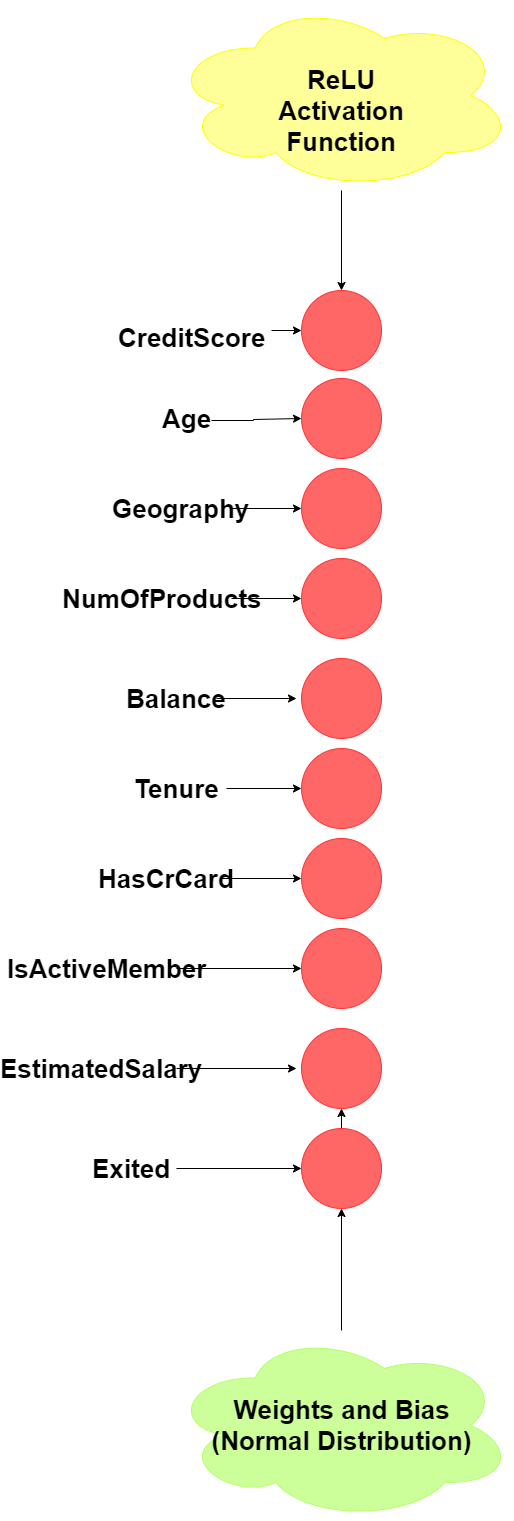 ReLU
Activation
Function
CreditScore
Age
Geography
NumOfProducts
Balance
Tenure
HasCrCard
IsActiveMember
EstimatedSalary
Exited
Weights and Bias
(Normal Distribution)